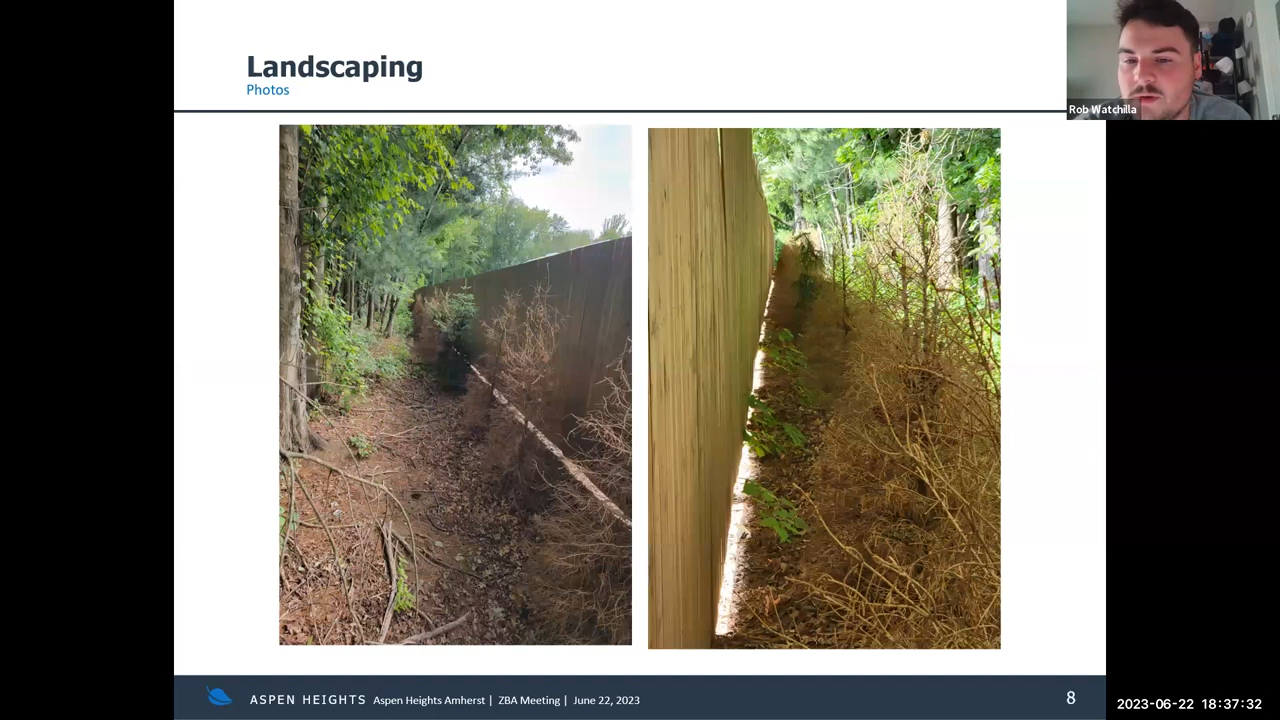 Landscaping
Photos
Rob Watchilla
ASPEN HEIGHTS Aspen Heights Amherst | ZBA Meeting | June 22, 2023
8
2023-06-22 18:37:32